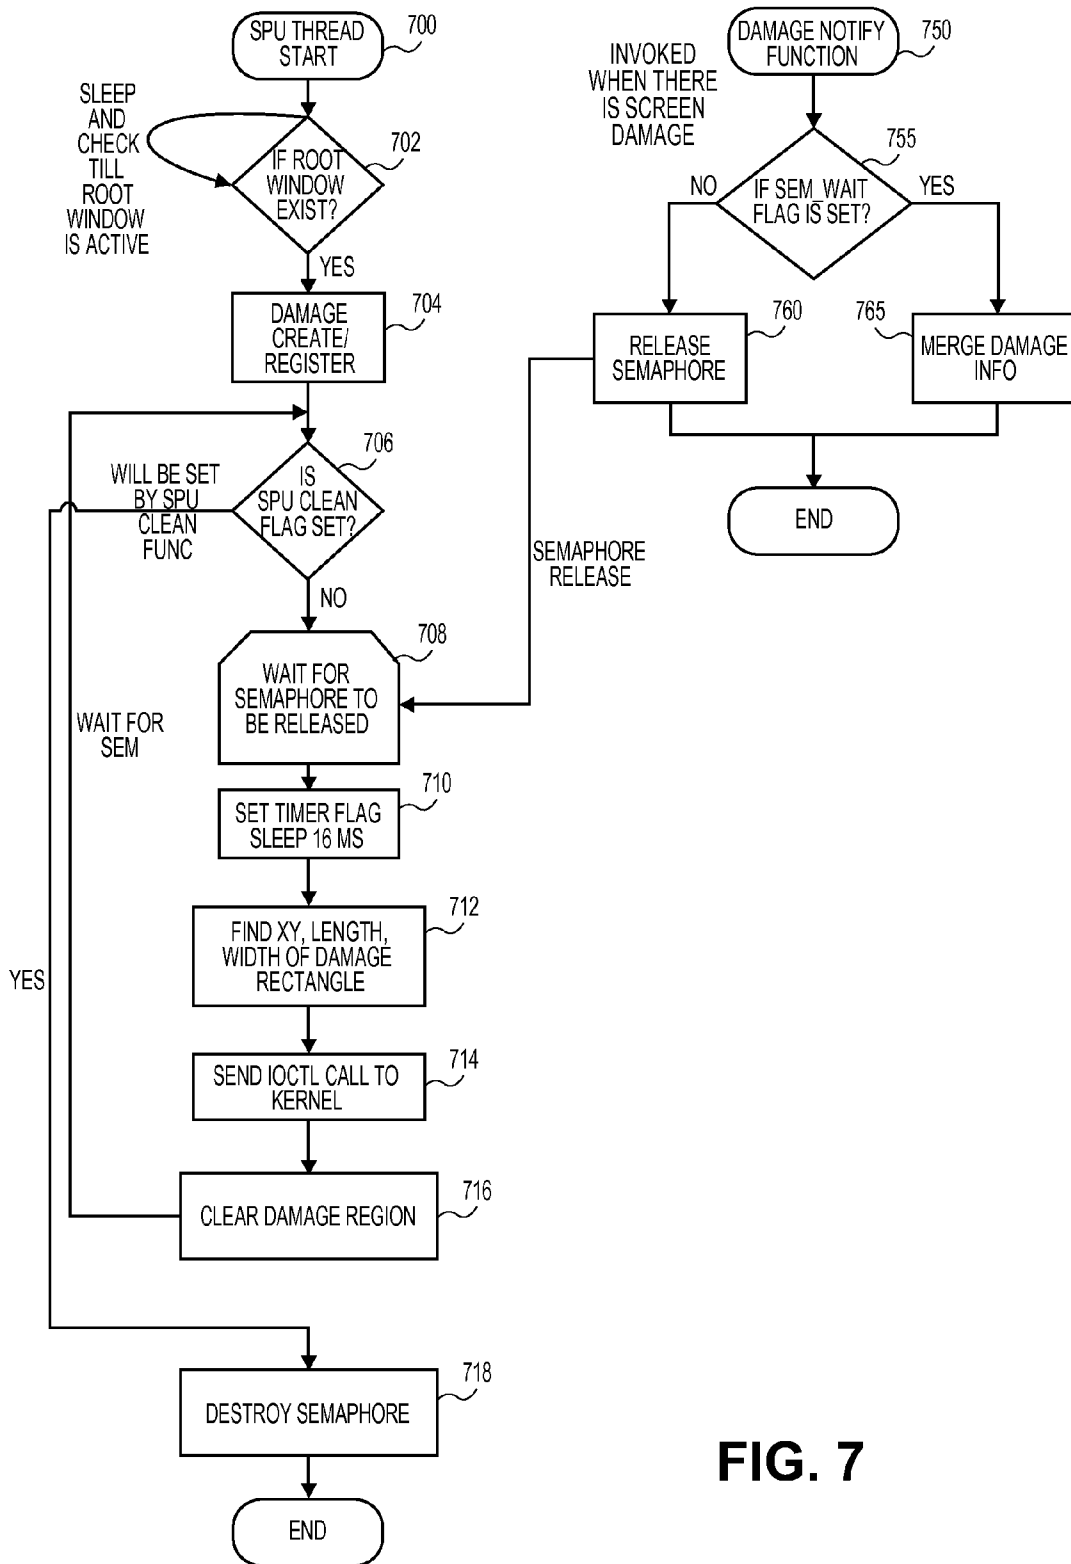 SPU THREAD
START
700
SLEEP
AND
CHECK
TILL
ROOT
WINDOW
IS ACTIVE
IF ROOT
WINDOW
EXIST?
702
YES
DAMAGE
CREATE/
REGISTER
704
WILL BE SET
BY SPU
CLEAN
FUNC
IS
SPU CLEAN
FLAG SET?
706
NO
WAIT FOR
SEMAPHORE TO
BE RELEASED
708
WAIT FOR
SEM
SET TIMER FLAG
SLEEP 16 MS
710
FIND XY, LENGTH,
WIDTH OF DAMAGE
RECTANGLE
712
YES
SEND IOCTL CALL TO
KERNEL
714
CLEAR DAMAGE REGION
716
DESTROY SEMAPHORE
718
END
DAMAGE NOTIFY
FUNCTION
750
INVOKED
WHEN THERE
IS SCREEN
DAMAGE
IF SEM_WAIT
FLAG IS SET?
755
NO
YES
RELEASE
SEMAPHORE
760
MERGE DAMAGE
INFO
765
END
SEMAPHORE
RELEASE
FIG. 7